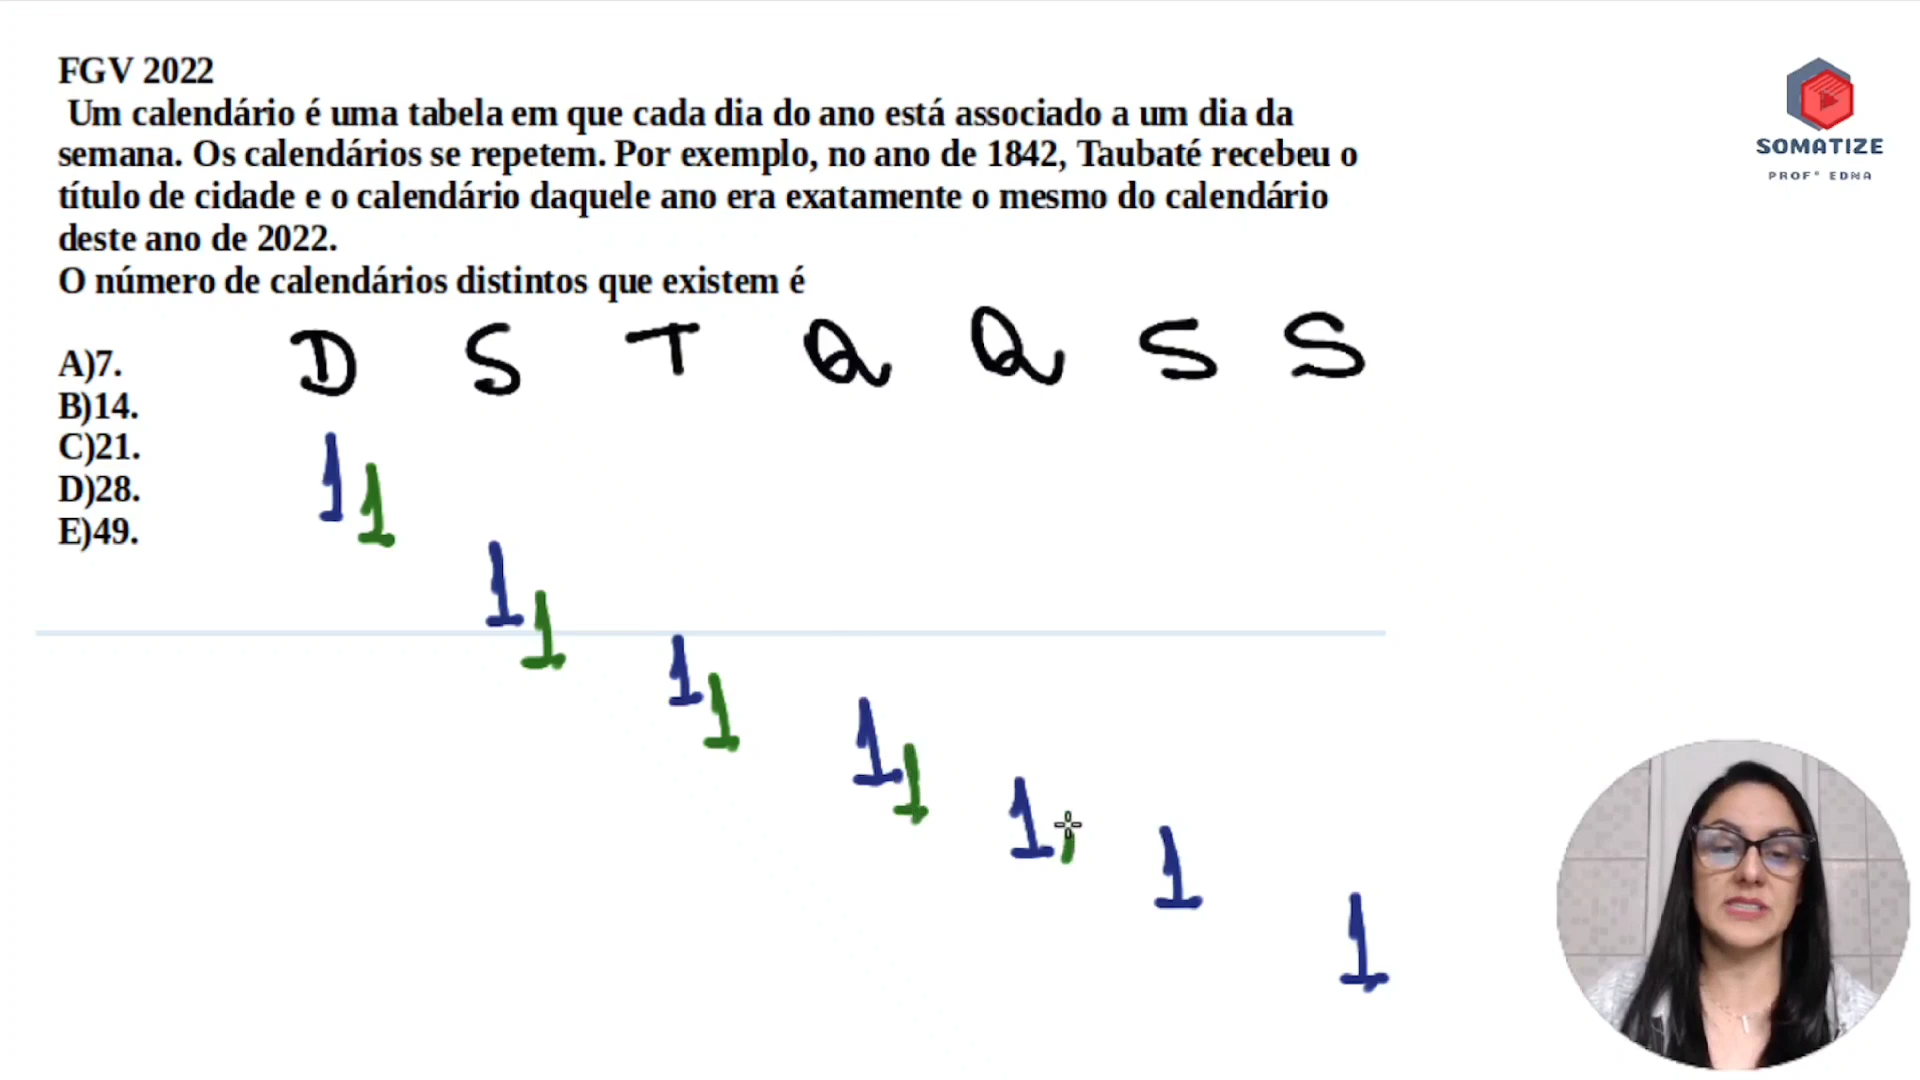 FGV 2022
Um calendário é uma tabela em que cada dia do ano está associado a um dia da
semana. Os calendários se repetem. Por exemplo, no ano de 1842, Taubaté recebeu o
título de cidade e o calendário daquele ano era exatamente o mesmo do calendário
deste ano de 2022.
O número de calendários distintos que existem é
A)7.
B)14.
C)21.
D)28.
E)49.
D S T Q Q S S
1 1
1 1
1 1
1 1
1
1
1
SOMATIZE
PROFª EDNA